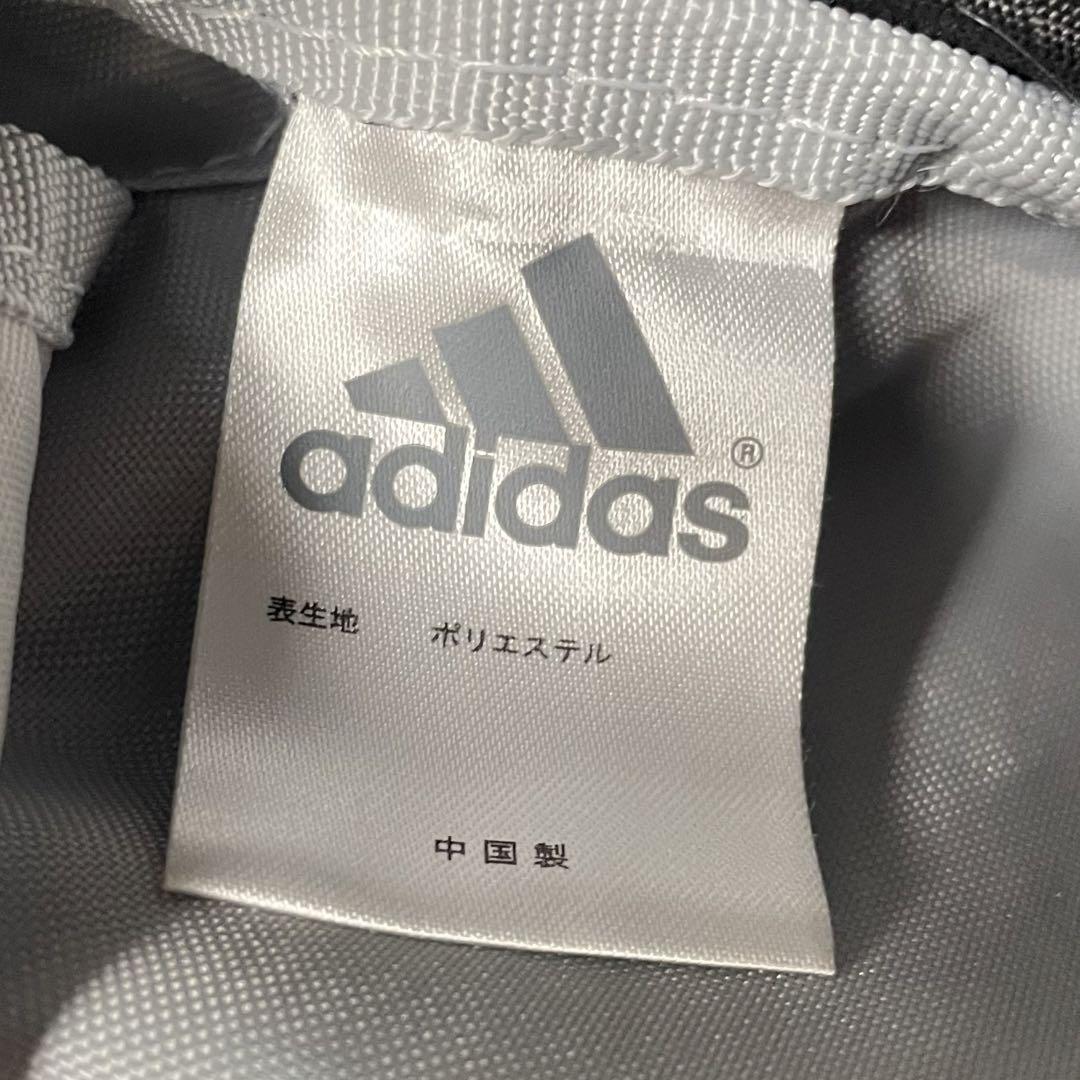 adidas®
表生地 ポリエステル
中国製